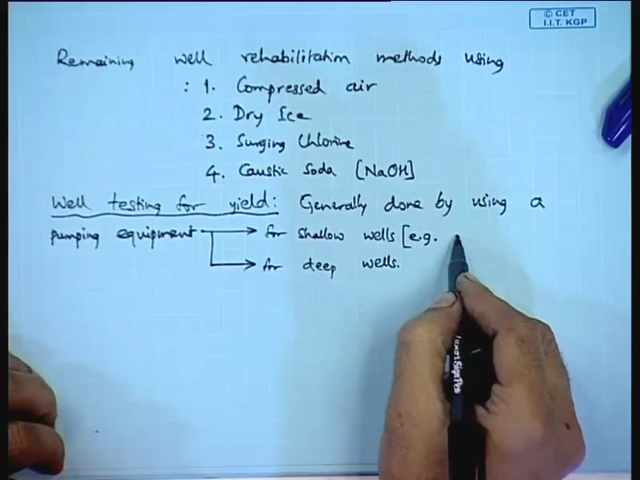 © CET
I.I.T. KGP
Remaining well rehabilitation methods using
: 1. Compressed air
2. Dry Ice
3. Surging Chlorine
4. Caustic Soda [NaOH]
Well testing for yield: Generally done by using a
pumping equipment → for shallow wells [e.g.
→ for deep wells.